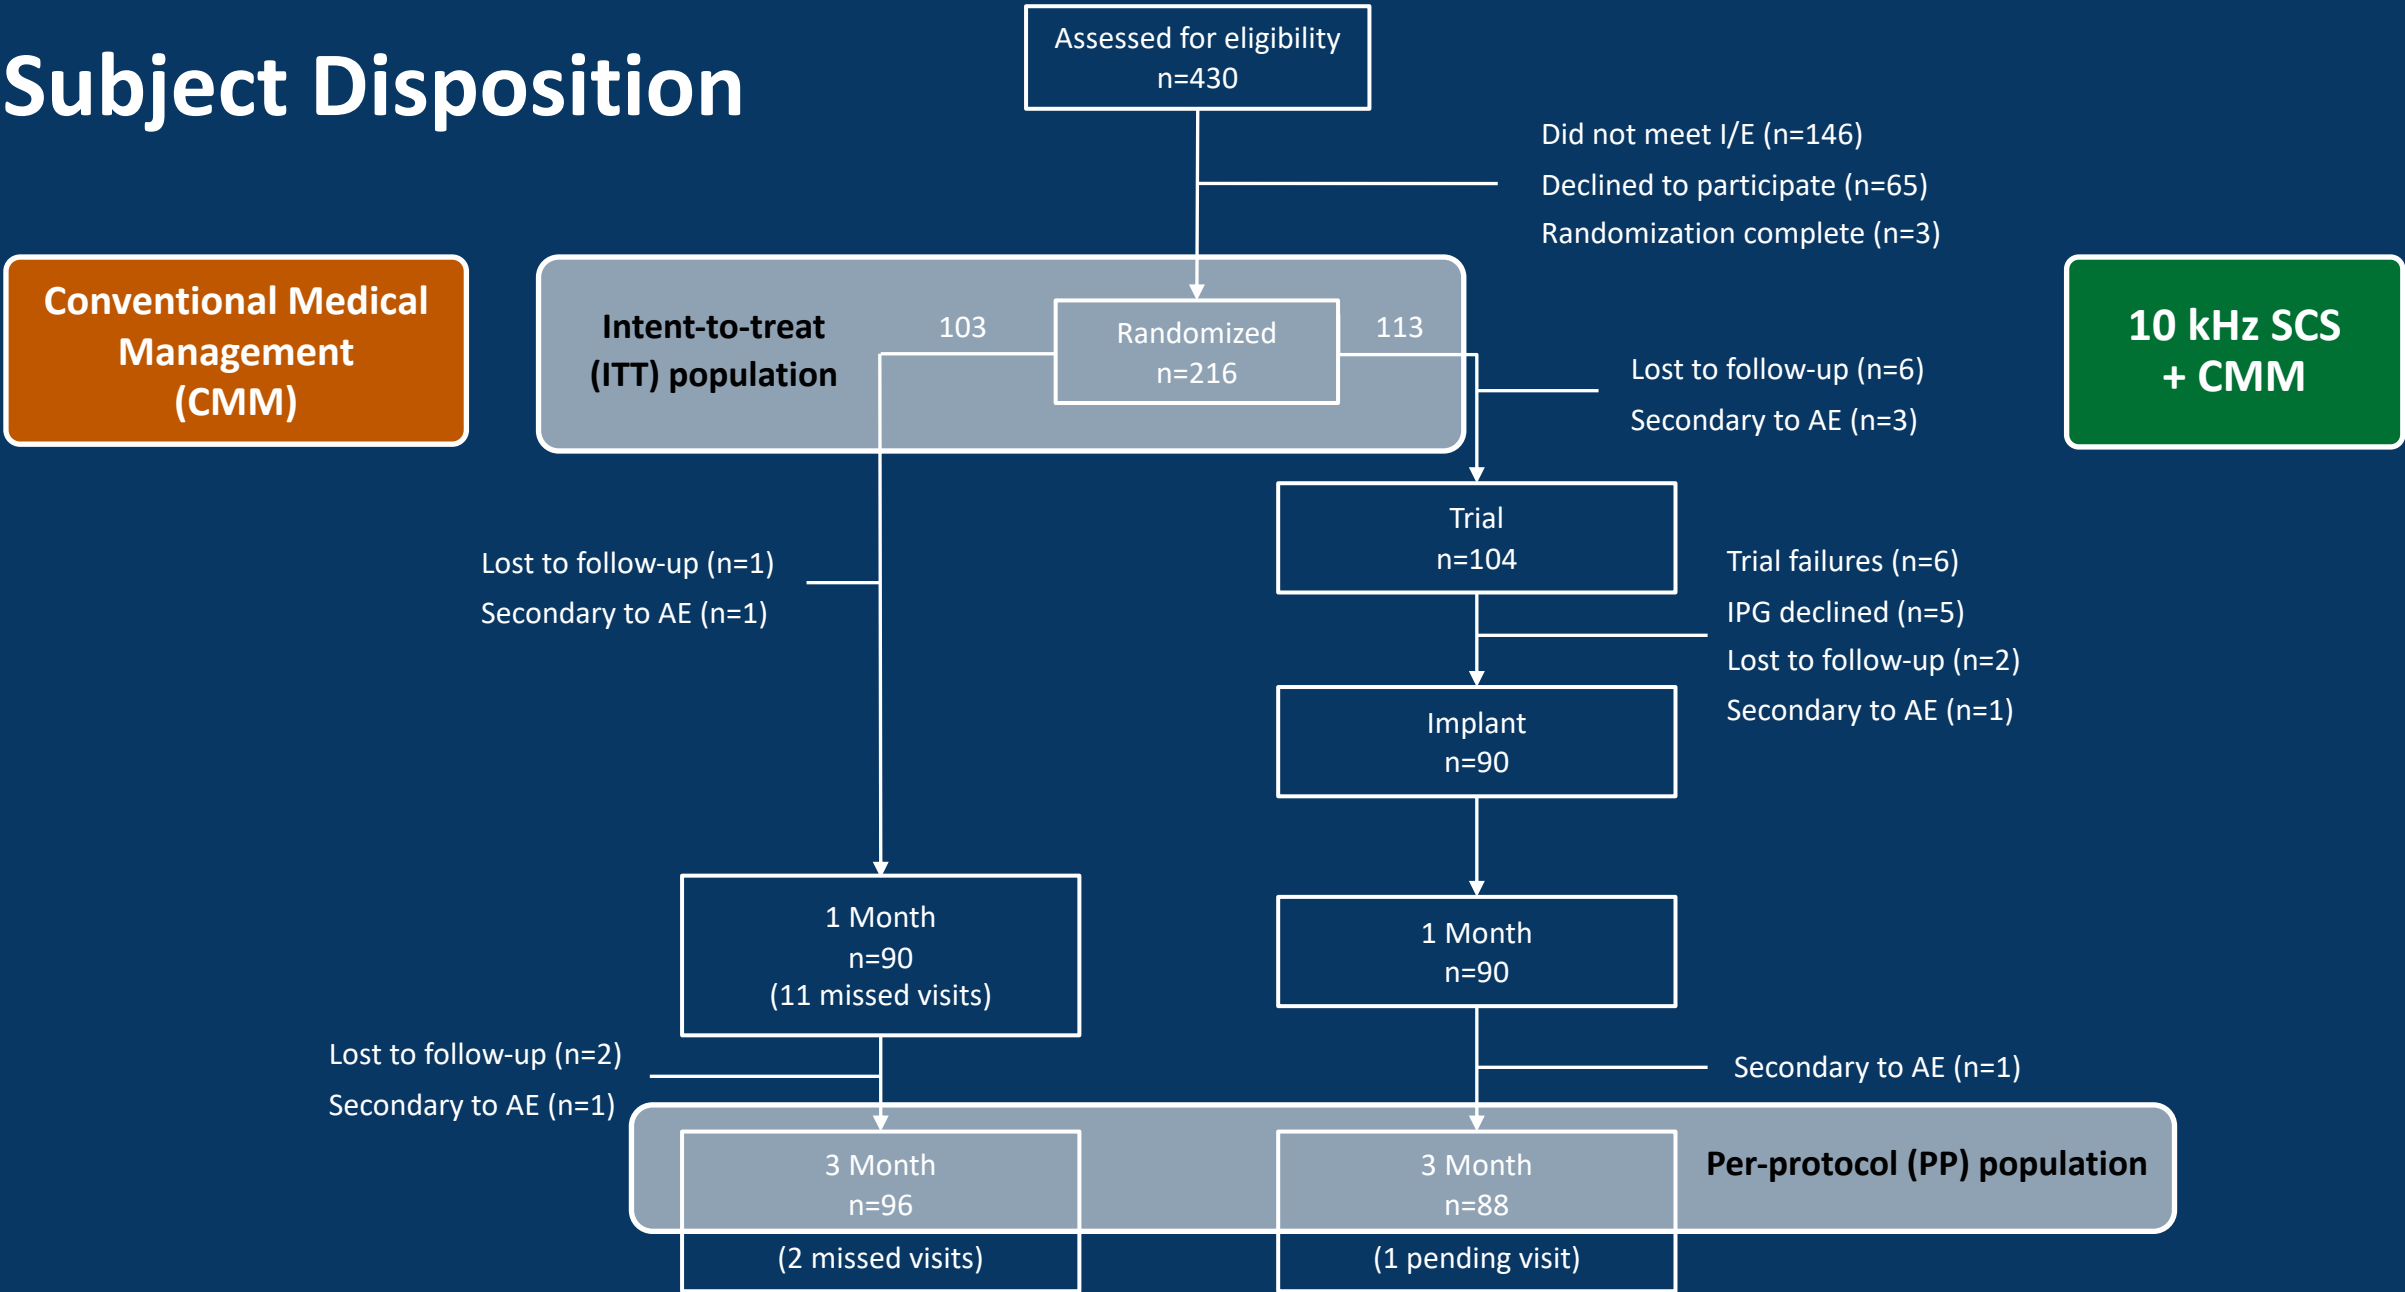 Subject Disposition
Assessed for eligibility
n=430
Did not meet I/E (n=146)
Declined to participate (n=65)
Randomization complete (n=3)
Conventional Medical
Management
(CMM)
Intent-to-treat
(ITT) population
103
Randomized
n=216
113
10 kHz SCS
+ CMM
Lost to follow-up (n=6)
Secondary to AE (n=3)
Trial
n=104
Lost to follow-up (n=1)
Secondary to AE (n=1)
Trial failures (n=6)
IPG declined (n=5)
Lost to follow-up (n=2)
Secondary to AE (n=1)
Implant
n=90
1 Month
n=90
(11 missed visits)
1 Month
n=90
Lost to follow-up (n=2)
Secondary to AE (n=1)
Secondary to AE (n=1)
3 Month
n=96
(2 missed visits)
3 Month
n=88
(1 pending visit)
Per-protocol (PP) population